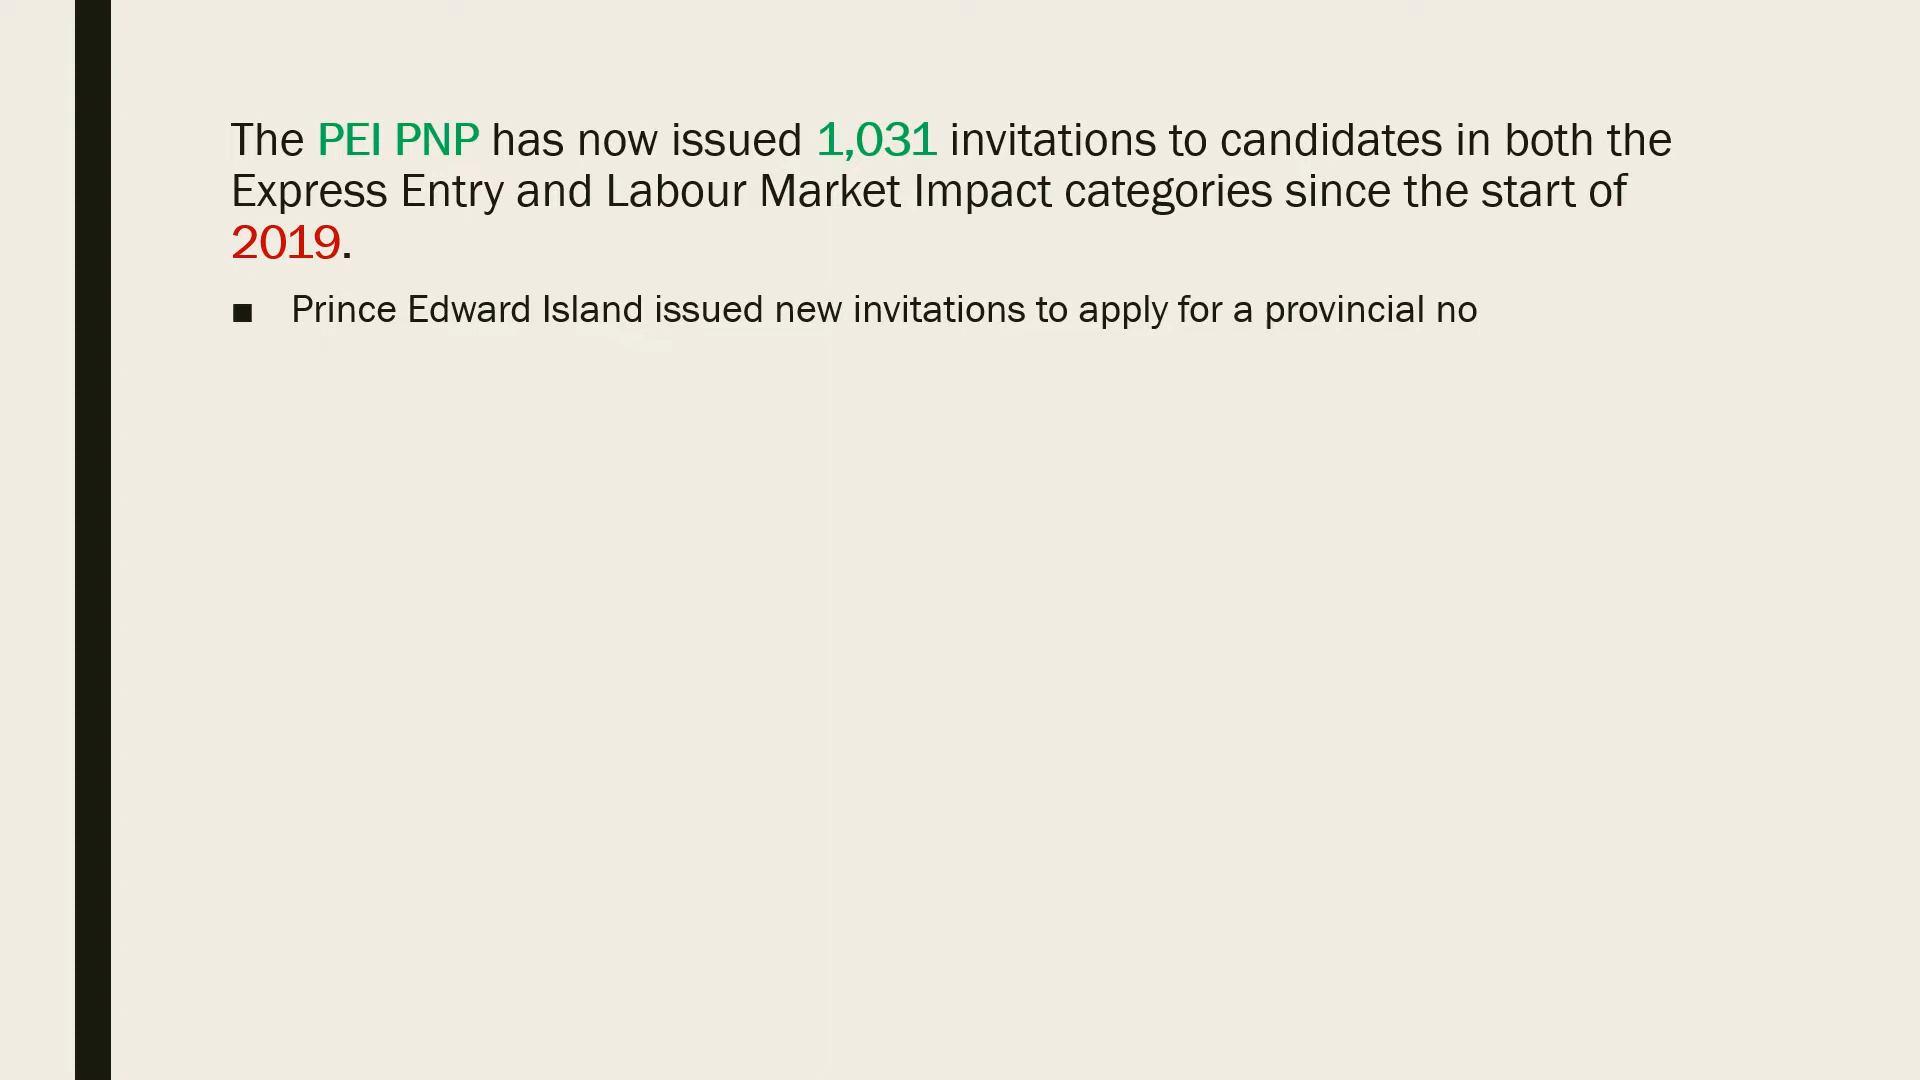 The PEI PNP has now issued 1,031 invitations to candidates in both the
Express Entry and Labour Market Impact categories since the start of
2019.
■ Prince Edward Island issued new invitations to apply for a provincial no